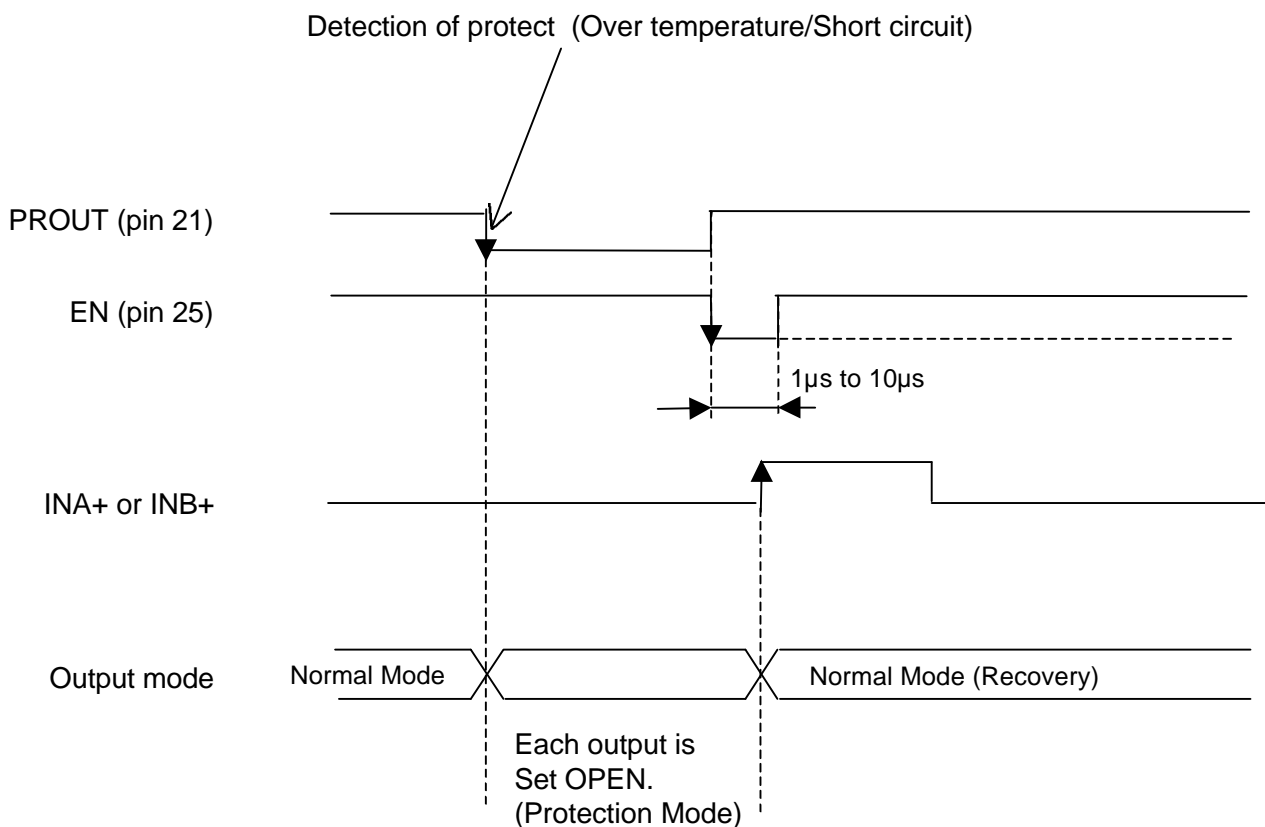 Detection of protect (Over temperature/Short circuit)
PROUT (pin 21)
EN (pin 25)
1µs to 10µs
INA+ or INB+
Output mode
Normal Mode
Normal Mode (Recovery)
Each output is
Set OPEN.
(Protection Mode)